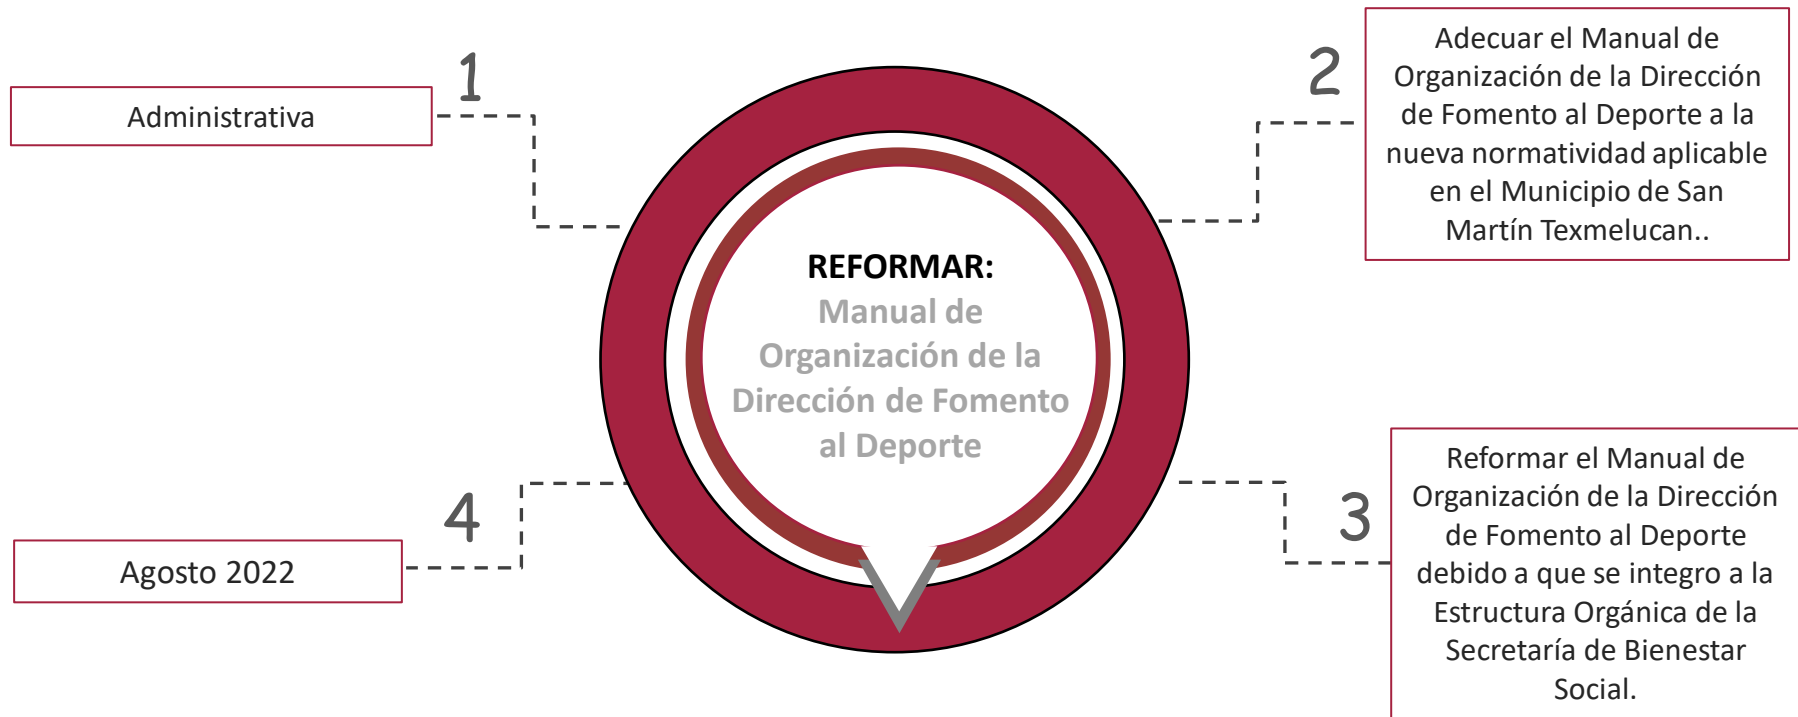 1
Administrativa
2
Adecuar el Manual de
Organización de la Dirección
de Fomento al Deporte a la
nueva normatividad aplicable
en el Municipio de San
Martín Texmelucan..
REFORMAR:
Manual de
Organización de la
Dirección de Fomento
al Deporte
3
Reformar el Manual de
Organización de la Dirección
de Fomento al Deporte
debido a que se integro a la
Estructura Orgánica de la
Secretaría de Bienestar
Social.
4
Agosto 2022